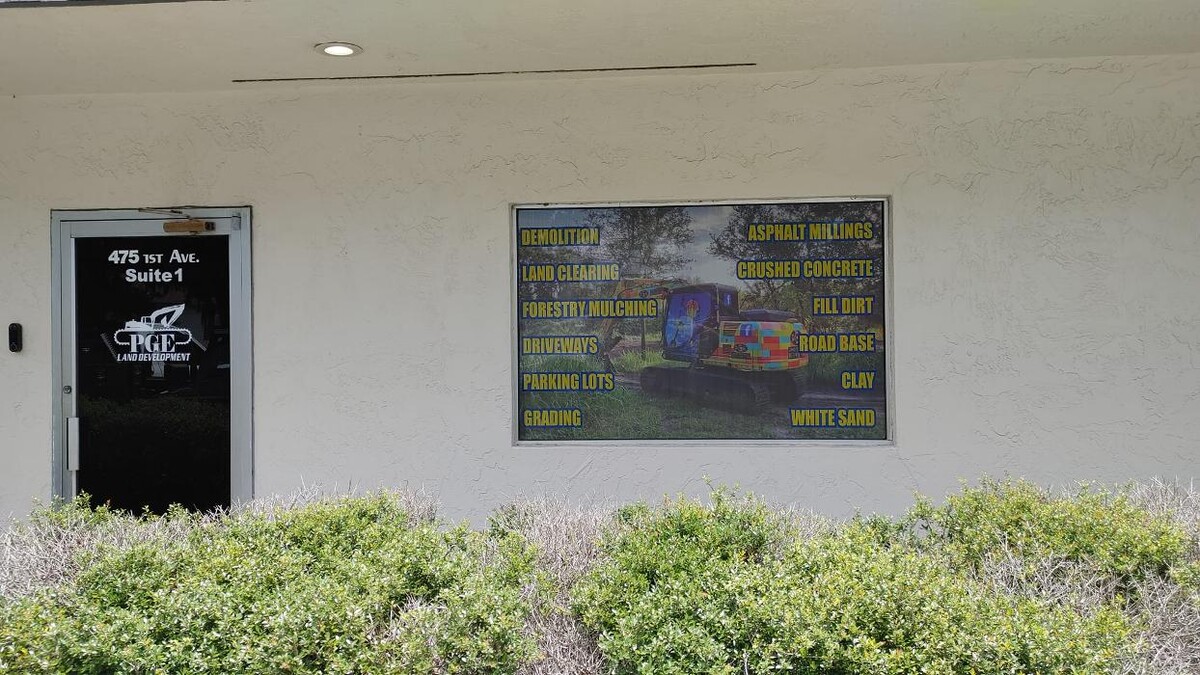 475 1ST AVE.
Suite 1
PGE
LAND DEVELOPMENT
DEMOLITION
LAND CLEARING
FORESTRY MULCHING
DRIVEWAYS
PARKING LOTS
GRADING
ASPHALT MILLINGS
CRUSHED CONCRETE
FILL DIRT
ROAD BASE
CLAY
WHITE SAND